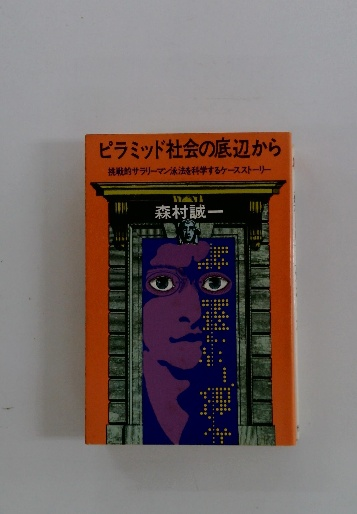 ピラミッド社会の底辺から
挑戦的サラリーマン泳法を科学するケースストーリー
森村誠一